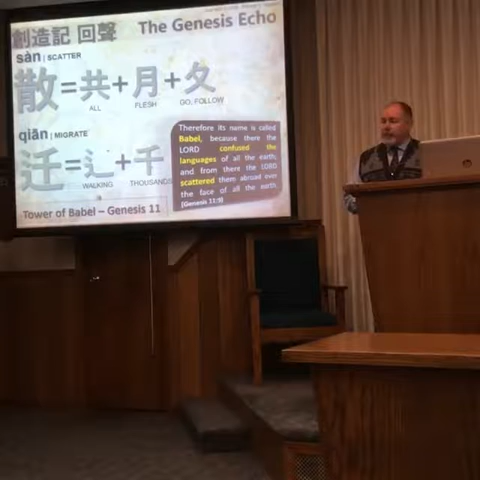 創造記 回聲 The Genesis Echo
sàn | SCATTER
散=共+月+夂
ALL FLESH GO, FOLLOW
qiān | MIGRATE
迁=辶+千
WALKING THOUSANDS
Tower of Babel – Genesis 11
Therefore its name is called
Babel, because there the
LORD confused the
languages of all the earth;
and from there the LORD
scattered them abroad over
the face of all the earth.
(Genesis 11:9)